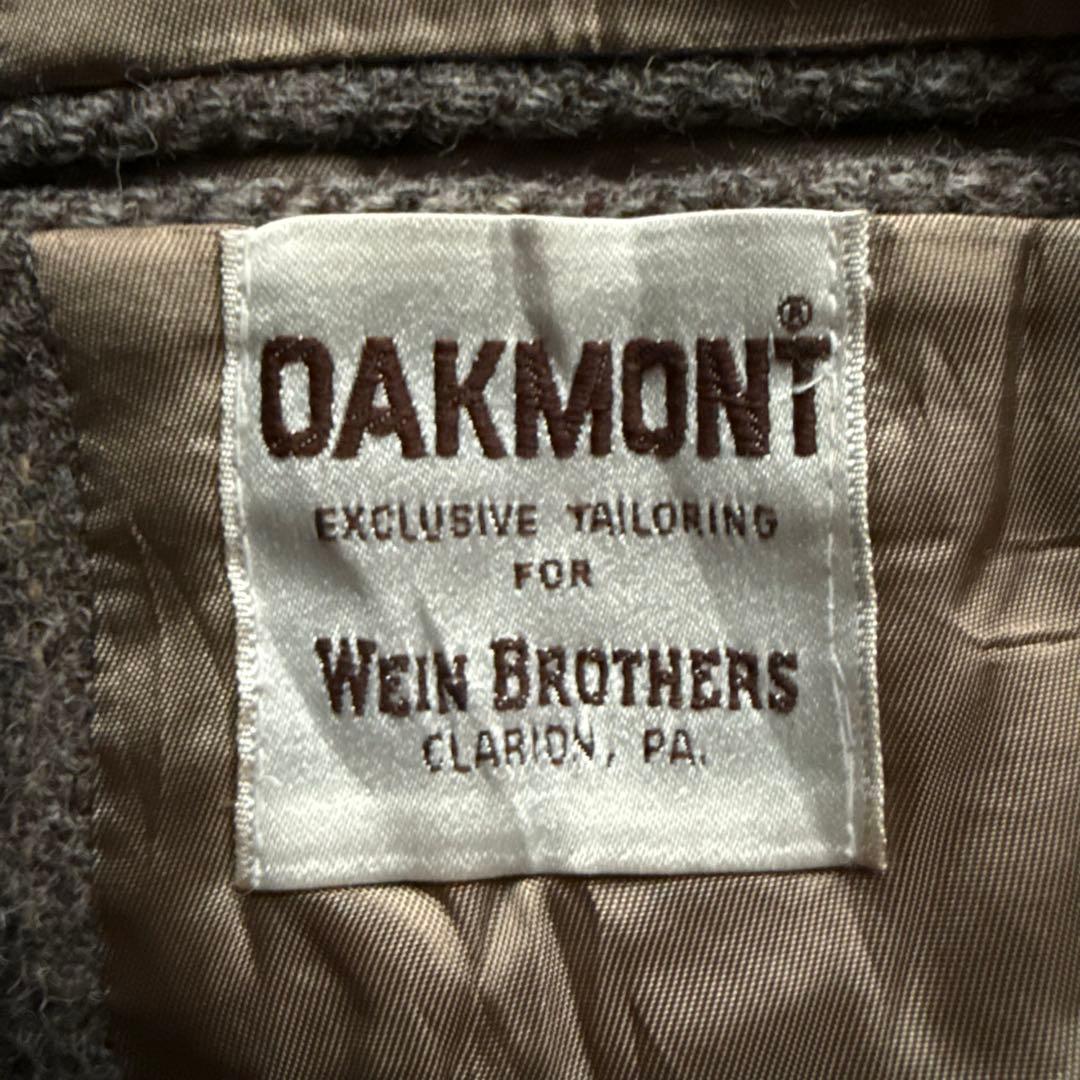 OAKMONT®
EXCLUSIVE TAILORING
FOR
WEIN BROTHERS
CLARION, PA.